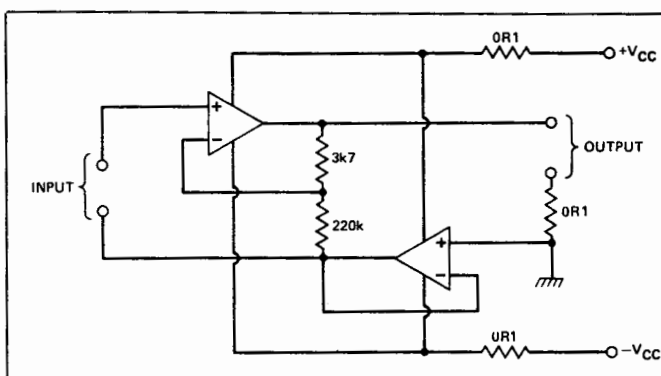 0R1
+VCC
+
−
3k7
OUTPUT
INPUT
220k
0R1
+
−
0R1
−VCC